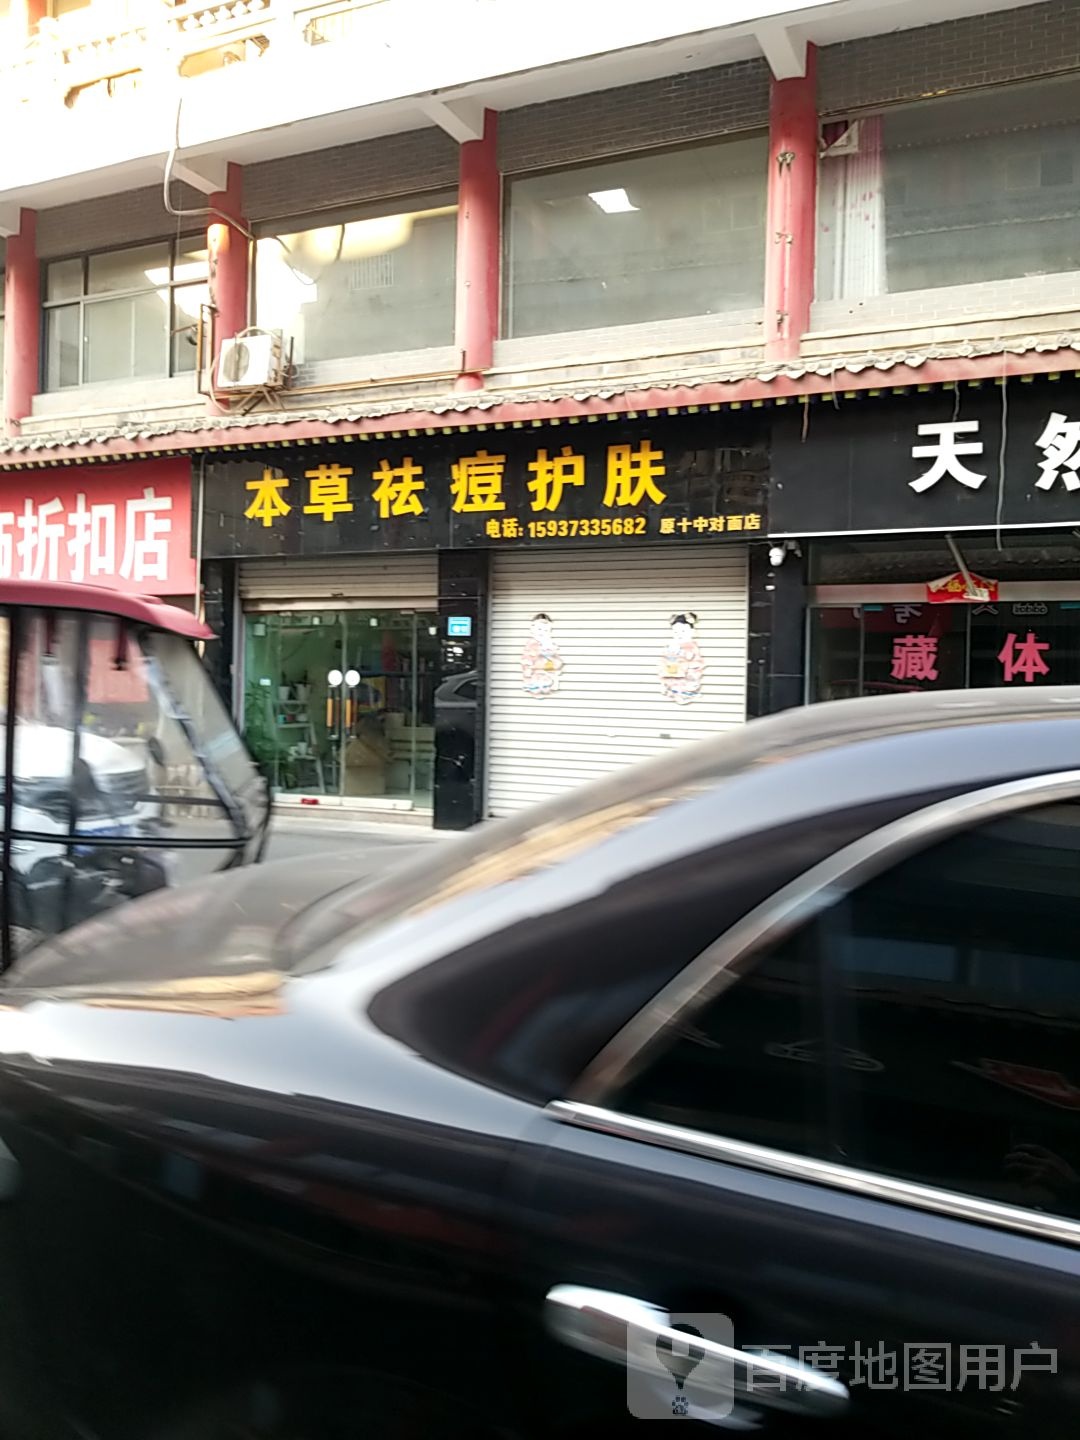 折扣店
本草祛痘护肤
电话: 15937335682 原十中对面店
天然
藏 体
百度地图用户